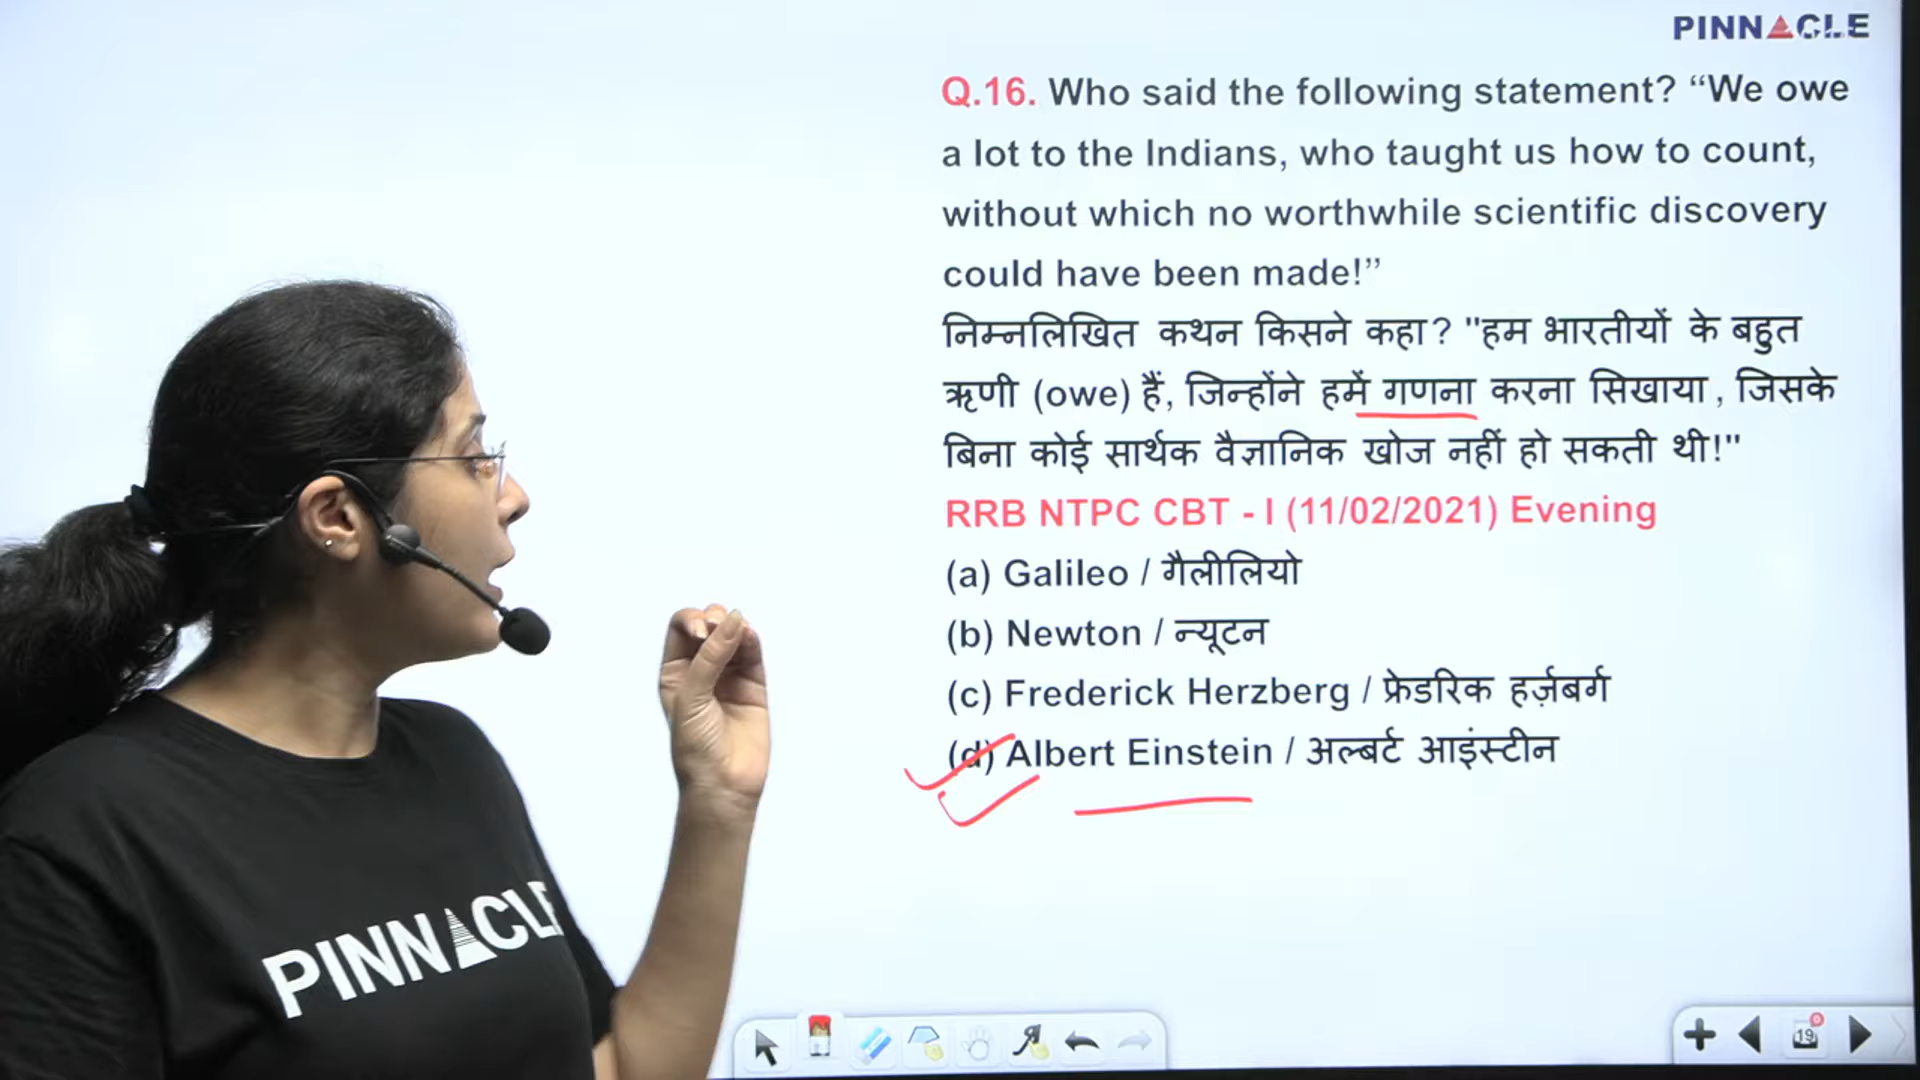 PINNACLE
Q.16. Who said the following statement? “We owe
a lot to the Indians, who taught us how to count,
without which no worthwhile scientific discovery
could have been made!”
निम्नलिखित कथन किसने कहा? "हम भारतीयों के बहुत
ऋणी (owe) हैं, जिन्होंने हमें गणना करना सिखाया, जिसके
बिना कोई सार्थक वैज्ञानिक खोज नहीं हो सकती थी!"
RRB NTPC CBT - I (11/02/2021) Evening
(a) Galileo / गैलीलियो
(b) Newton / न्यूटन
(c) Frederick Herzberg / फ्रेडरिक हर्ज़बर्ग
(d) Albert Einstein / अल्बर्ट आइंस्टीन
PINNACLE
19